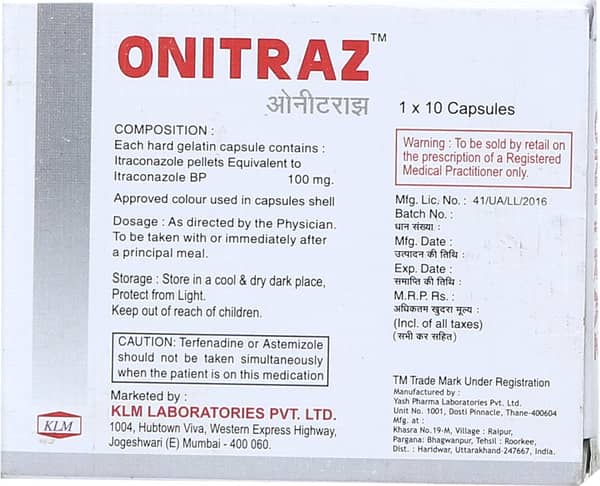 ONITRAZ™
ओनीटराझ
1 x 10 Capsules
COMPOSITION :
Each hard gelatin capsule contains :
Itraconazole pellets Equivalent to
Itraconazole BP 100 mg.
Approved colour used in capsules shell
Dosage : As directed by the Physician.
To be taken with or immediately after
a principal meal.
Storage : Store in a cool & dry dark place,
Protect from Light.
Keep out of reach of children.
CAUTION: Terfenadine or Astemizole
should not be taken simultaneously
when the patient is on this medication
Marketed by :
KLM LABORATORIES PVT. LTD.
1004, Hubtown Viva, Western Express Highway,
Jogeshwari (E) Mumbai - 400 060.
KLM
Warning : To be sold by retail on
the prescription of a Registered
Medical Practitioner only.
Mfg. Lic. No. : 41/UA/LL/2016
Batch No. :
धान संख्या :
Mfg. Date :
उत्पादन की तिथि :
Exp. Date :
समाप्ति की तिथि :
M.R.P. Rs. :
अधिकतम खुदरा मूल्य :
(Incl. of all taxes)
(सभी कर सहित)
TM Trade Mark Under Registration
Manufactured by :
Yash Pharma Laboratories Pvt. Ltd.
Unit No. 1001, Dosti Pinnacle, Thane-400604
Mfg. at :
Khasra No.19-M, Village : Raipur,
Pargana: Bhagwanpur, Tehsil : Roorkee,
Dist. : Haridwar, Uttarakhand-247667, India.